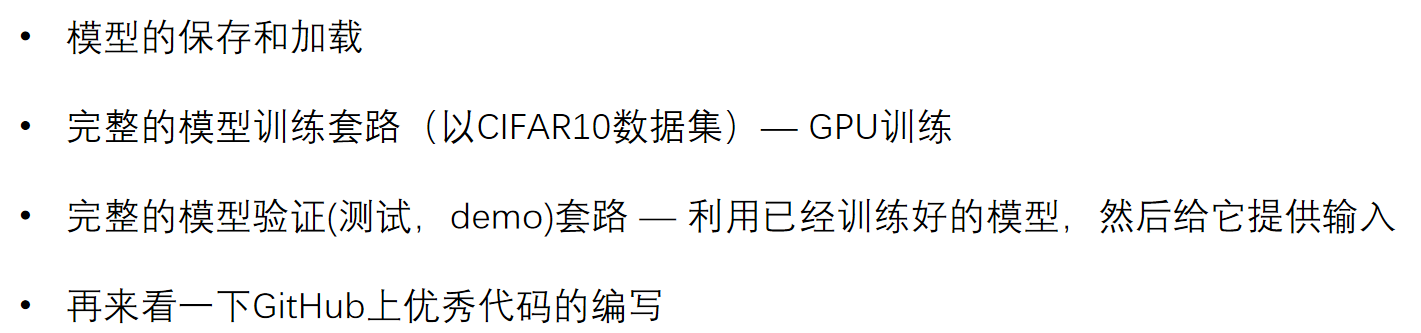 • 模型的保存和加载
• 完整的模型训练套路（以CIFAR10数据集）— GPU训练
• 完整的模型验证(测试，demo)套路 — 利用已经训练好的模型，然后给它提供输入
• 再来看一下GitHub上优秀代码的编写